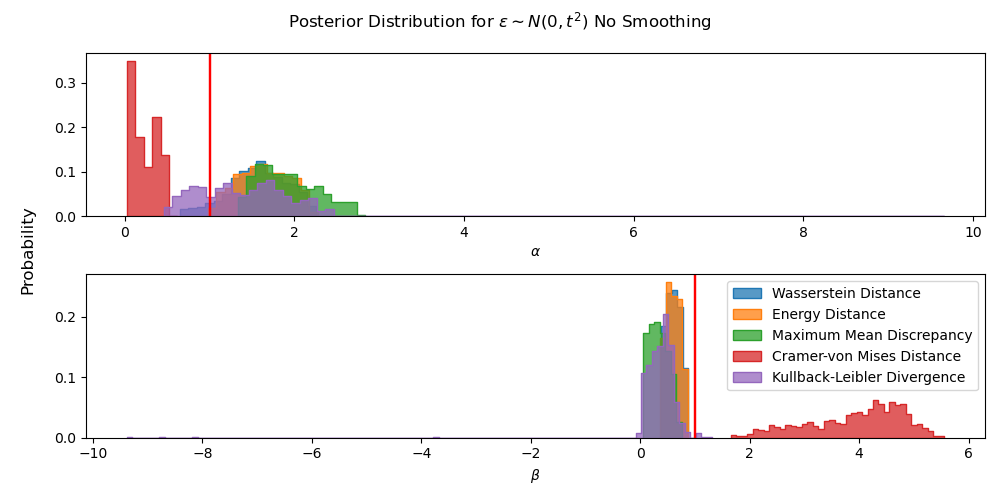 Posterior Distribution for ε ~ N(0, t²) No Smoothing
Probability
0.3
0.2
0.1
0.0
0 2 4 6 8 10
α
0.2
0.1
0.0
−10 −8 −6 −4 −2 0 2 4 6
β
Wasserstein Distance
Energy Distance
Maximum Mean Discrepancy
Cramer-von Mises Distance
Kullback-Leibler Divergence